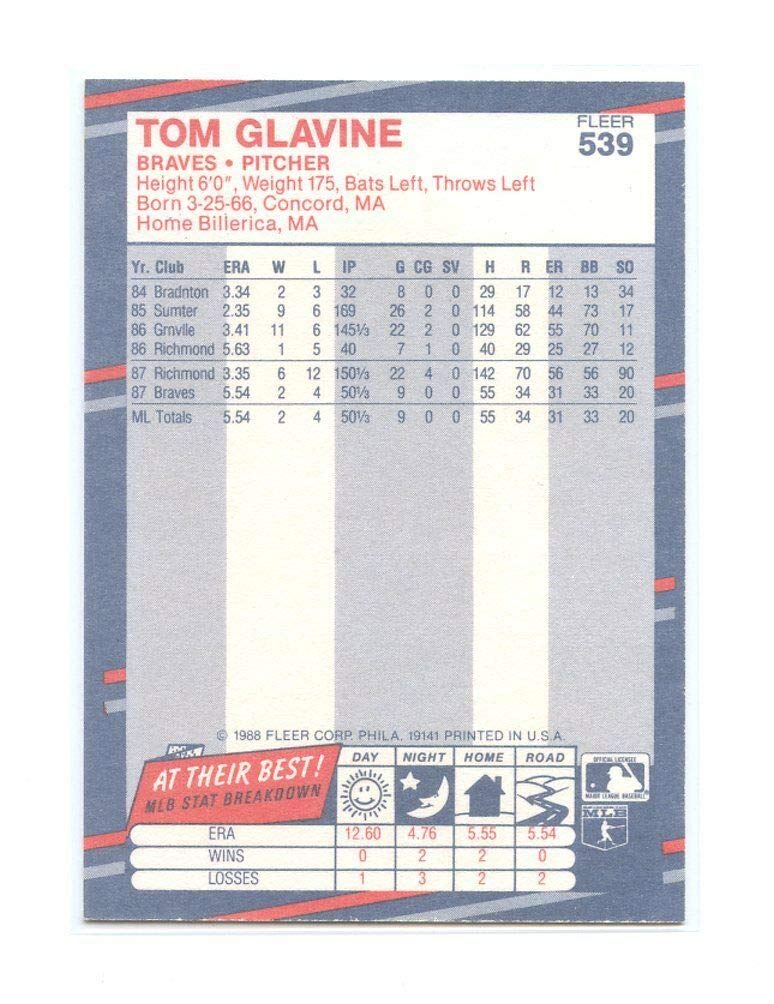 TOM GLAVINE
FLEER
539
BRAVES • PITCHER
Height 6'0", Weight 175, Bats Left, Throws Left
Born 3-25-66, Concord, MA
Home Billerica, MA
Yr. Club ERA W L IP G CG SV H R ER BB SO
84 Bradnton 3.34 2 3 32 8 0 0 29 17 12 13 34
85 Sumter 2.35 9 6 169 26 2 0 114 58 44 73 17
86 Grnvlle 3.41 11 6 145⅓ 22 2 0 129 62 55 70 11
86 Richmond 5.63 1 5 40 7 1 0 40 29 25 27 12
87 Richmond 3.35 6 12 150⅓ 22 4 0 142 70 56 56 90
87 Braves 5.54 2 4 50⅓ 9 0 0 55 34 31 33 20
ML Totals 5.54 2 4 50⅓ 9 0 0 55 34 31 33 20
© 1988 FLEER CORP. PHILA. 19141 PRINTED IN U.S.A.
AT THEIR BEST!
MLB STAT BREAKDOWN
DAY NIGHT HOME ROAD
ERA 12.60 4.76 5.55 5.54
WINS 0 2 2 0
LOSSES 1 3 2 2
OFFICIAL LICENSEE
MAJOR LEAGUE BASEBALL